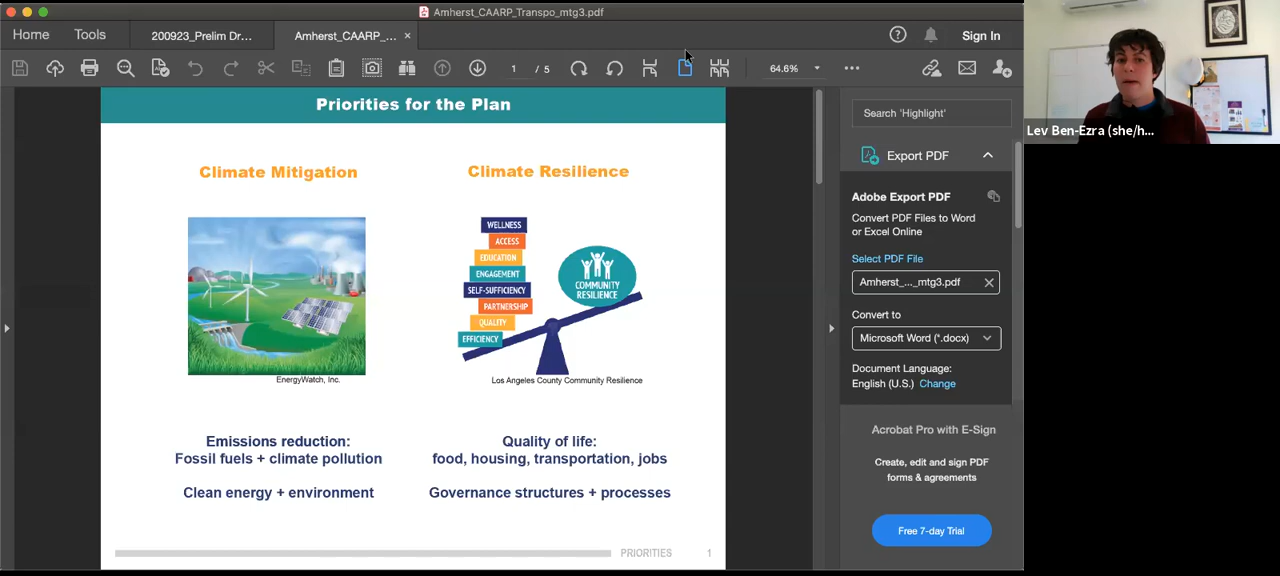 Amherst_CAARP_Transpo_mtg3.pdf
Home
Tools
200923_Prelim Dr...
Amherst_CAARP_...
Sign In
1 / 5
64.6%
Priorities for the Plan
Climate Mitigation
Climate Resilience
WELLNESS
ACCESS
EDUCATION
ENGAGEMENT
SELF-SUFFICIENCY
PARTNERSHIP
QUALITY
EFFICIENCY
COMMUNITY
RESILIENCE
EnergyWatch, Inc.
Los Angeles County Community Resilience
Emissions reduction:
Fossil fuels + climate pollution
Clean energy + environment
Quality of life:
food, housing, transportation, jobs
Governance structures + processes
PRIORITIES 1
Search 'Highlight'
Export PDF
Adobe Export PDF
Convert PDF Files to Word
or Excel Online
Select PDF File
Amherst_..._mtg3.pdf
Convert to
Microsoft Word (*.docx)
Document Language:
English (U.S.) Change
Acrobat Pro with E-Sign
Create, edit and sign PDF
forms & agreements
Free 7-day Trial
Lev Ben-Ezra (she/h...